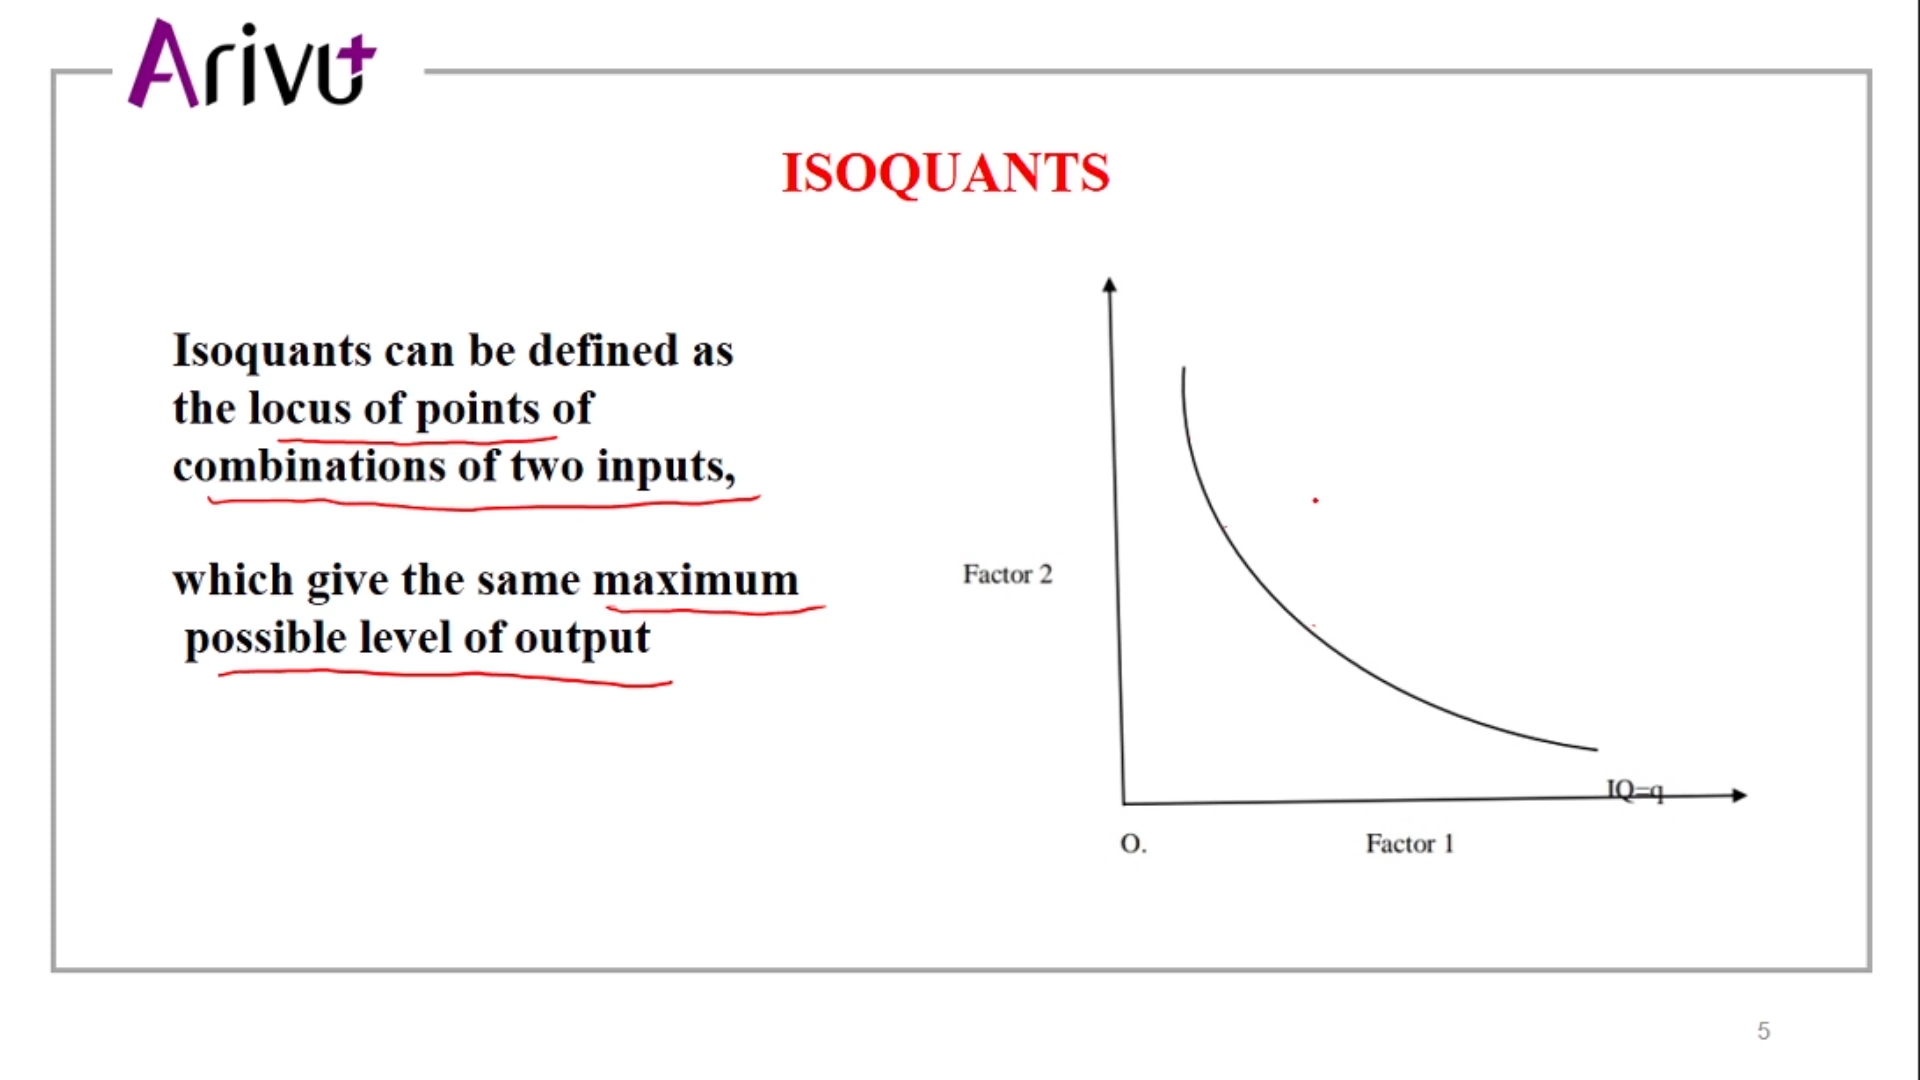 Arivu+
ISOQUANTS
Isoquants can be defined as
the locus of points of
combinations of two inputs,
which give the same maximum
possible level of output
Factor 2
IQ=q
O.
Factor 1
5